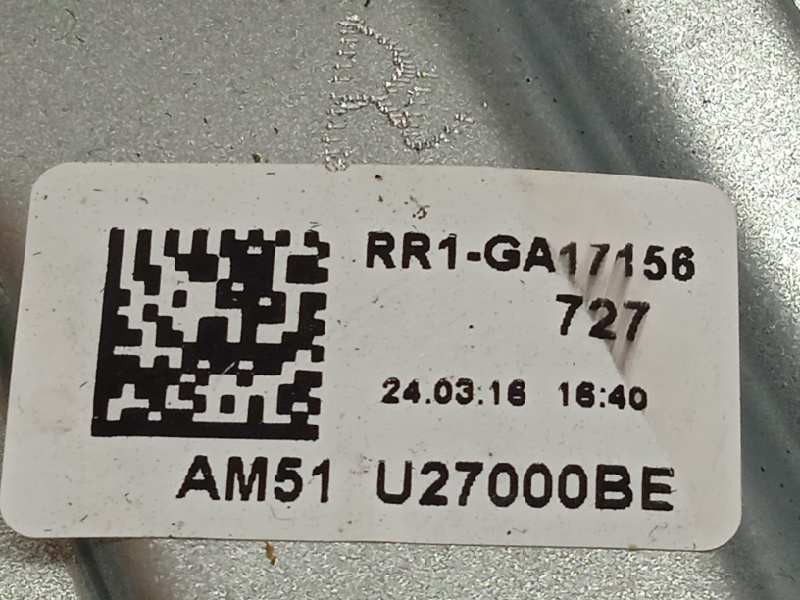 R
RR1-GA17156
727
24.03.16 16:40
AM51 U27000BE